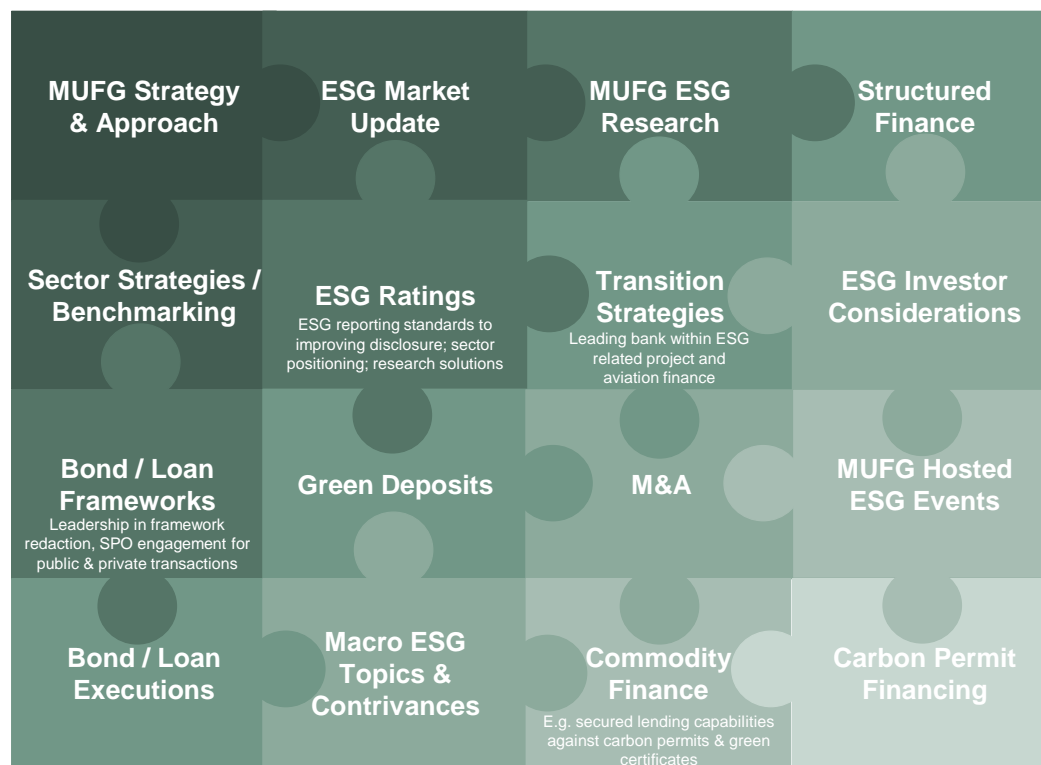 MUFG Strategy
& Approach
ESG Market
Update
MUFG ESG
Research
Structured
Finance
Sector Strategies /
Benchmarking
ESG Ratings
ESG reporting standards to
improving disclosure; sector
positioning; research solutions
Transition
Strategies
Leading bank within ESG
related project and
aviation finance
ESG Investor
Considerations
Bond / Loan
Frameworks
Leadership in framework
redaction, SPO engagement for
public & private transactions
Green Deposits
M&A
MUFG Hosted
ESG Events
Bond / Loan
Executions
Macro ESG
Topics &
Contrivances
Commodity
Finance
E.g. secured lending capabilities
against carbon permits & green
certificates
Carbon Permit
Financing